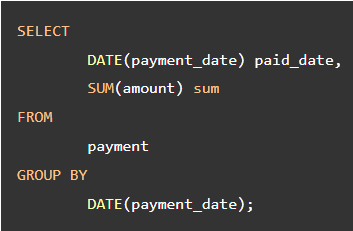 SELECT
DATE(payment_date) paid_date,
SUM(amount) sum
FROM
payment
GROUP BY
DATE(payment_date);